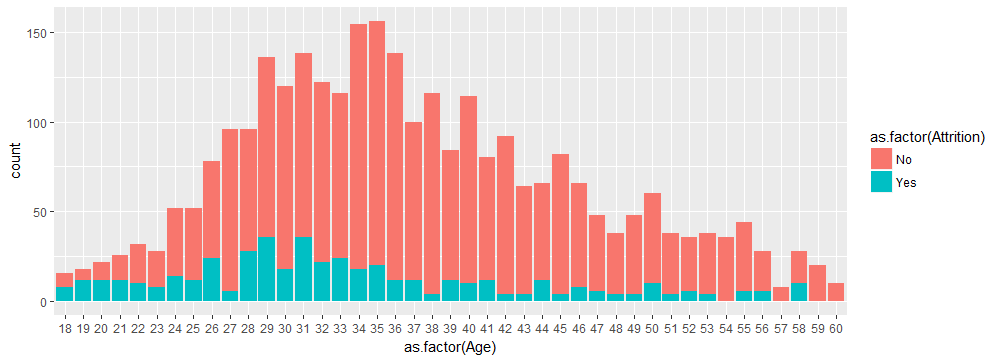 150
100
50
0
count
18 19 20 21 22 23 24 25 26 27 28 29 30 31 32 33 34 35 36 37 38 39 40 41 42 43 44 45 46 47 48 49 50 51 52 53 54 55 56 57 58 59 60
as.factor(Age)
as.factor(Attrition)
No
Yes